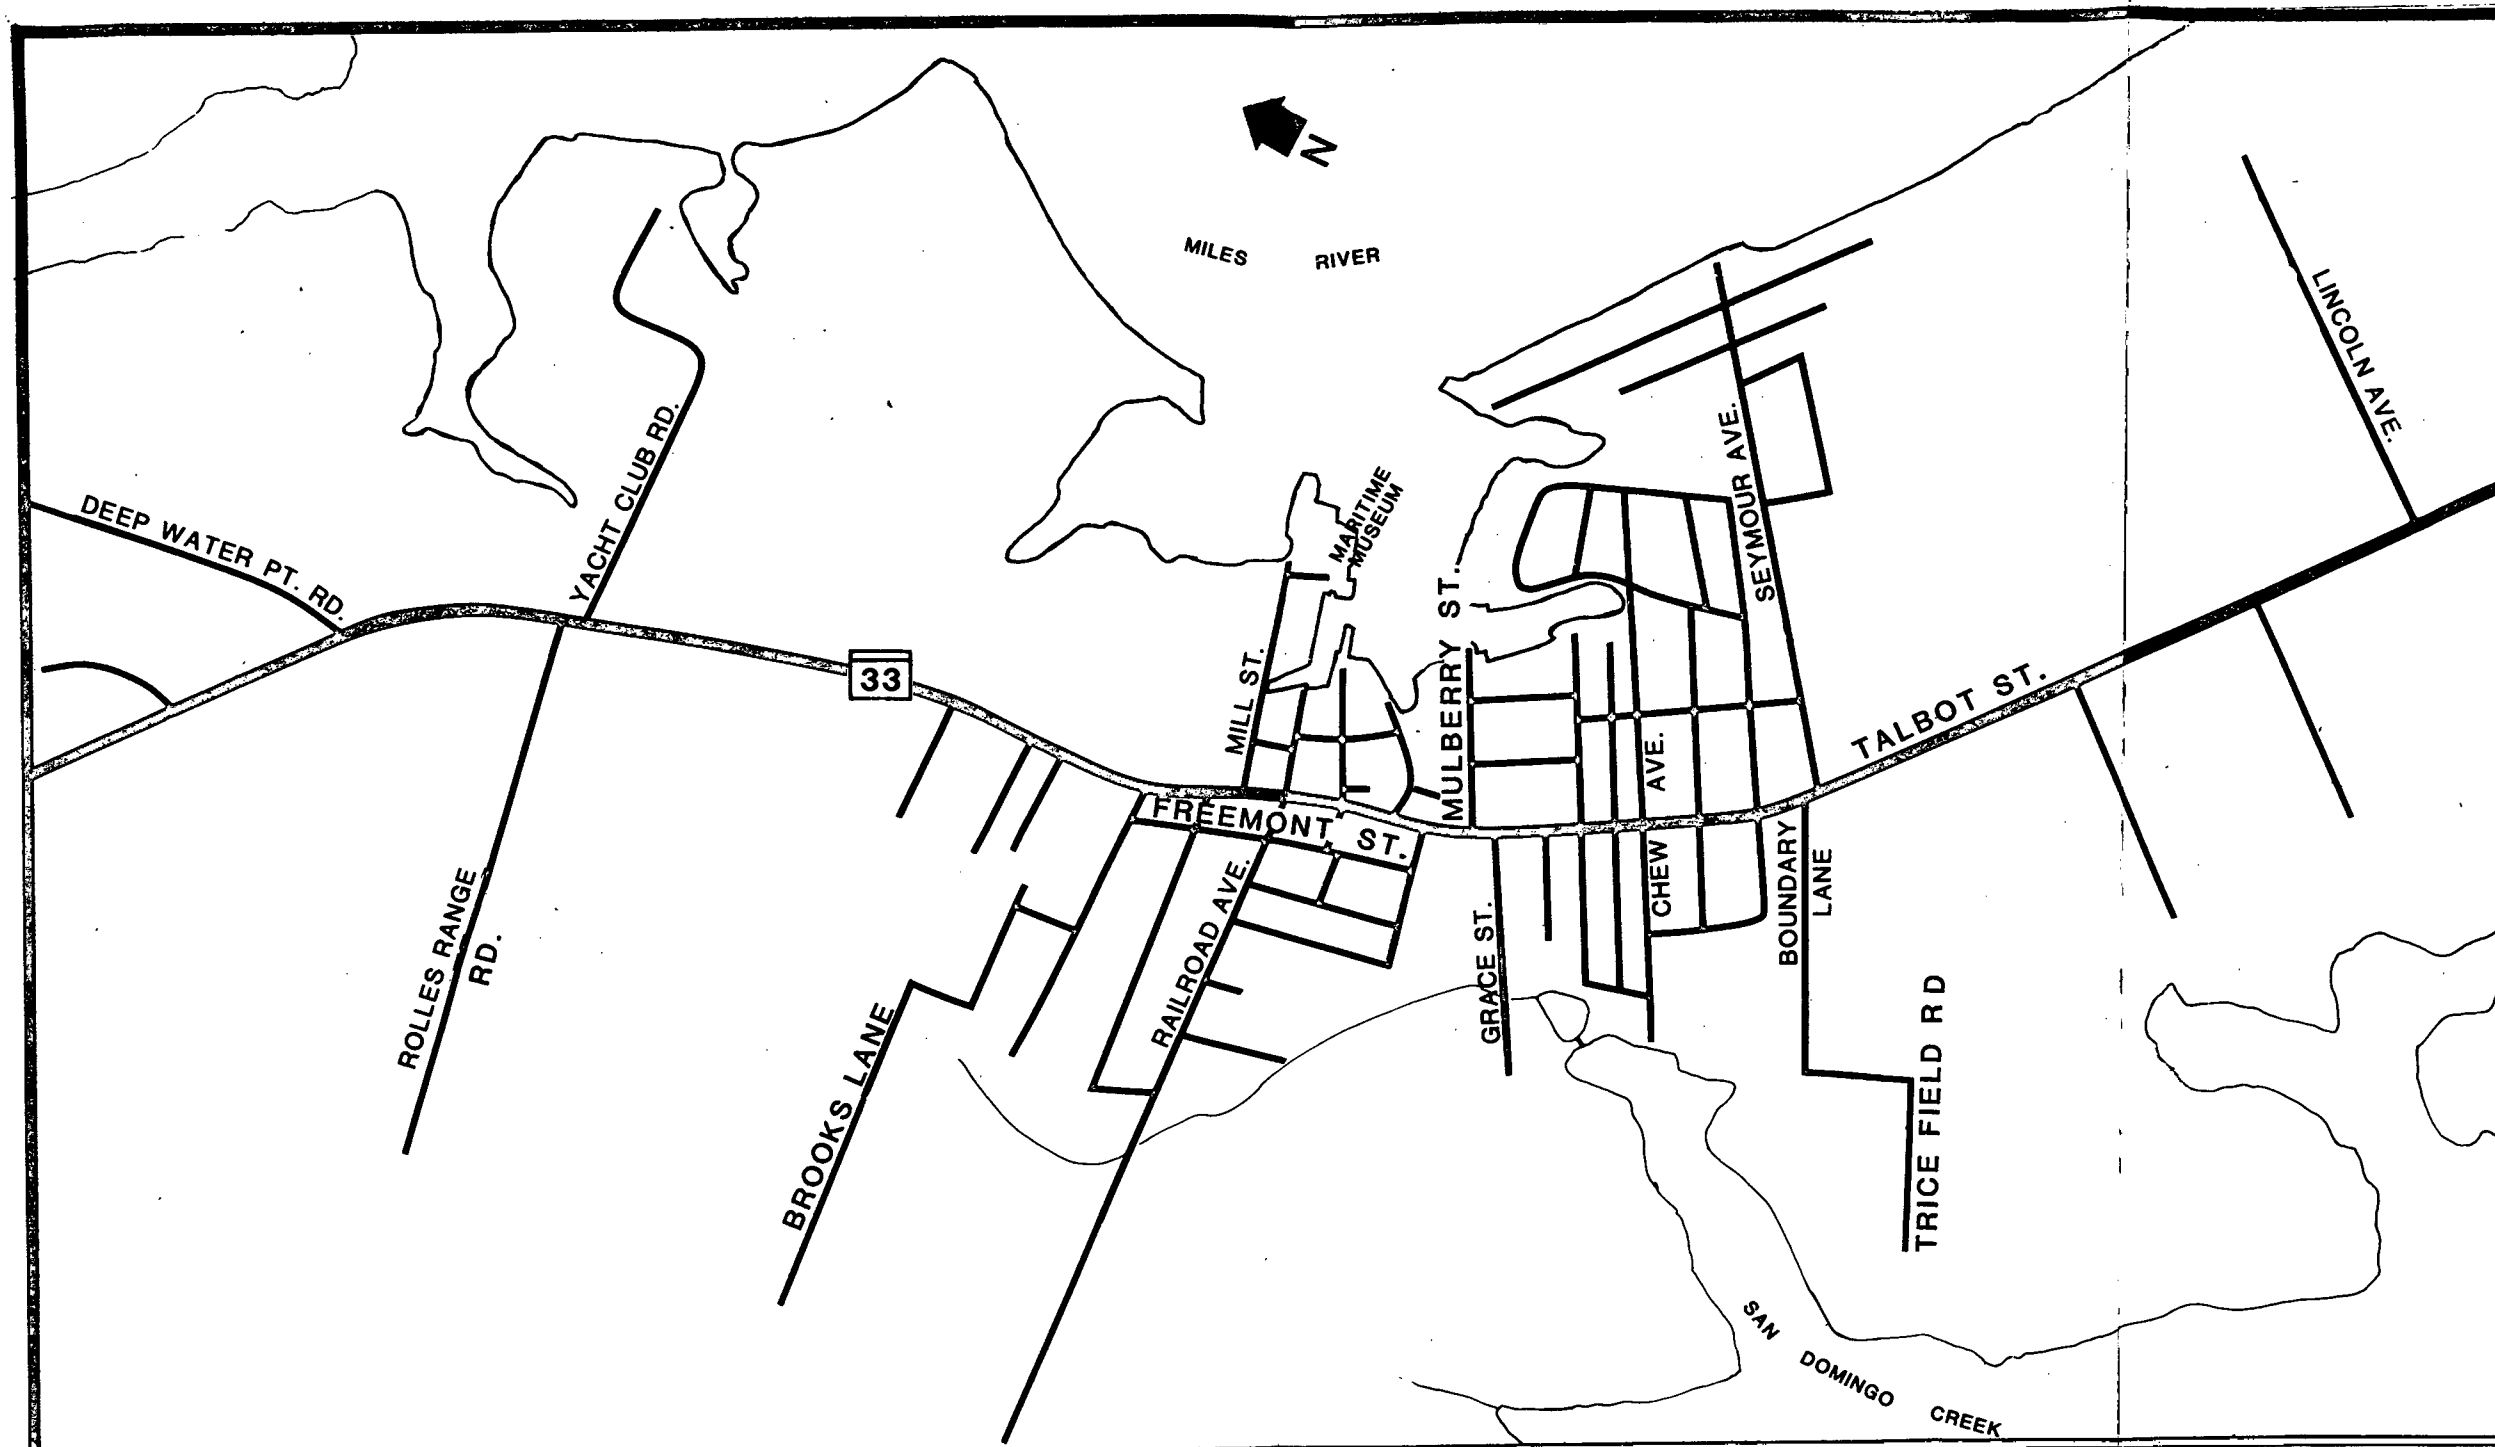 N
MILES RIVER
LINCOLN AVE.
YACHT CLUB RD.
SEYMOUR AVE.
MARITIME
MUSEUM
DEEP WATER PT. RD.
MULBERRY ST.
33
MILL ST.
TALBOT ST.
CHEW AVE.
FREEMONT ST.
BOUNDARY
LANE
ROLLES RANGE
RD.
RAILROAD AVE.
GRACE ST.
BROOKS LANE
TRICE FIELD RD
SAN DOMINGO CREEK